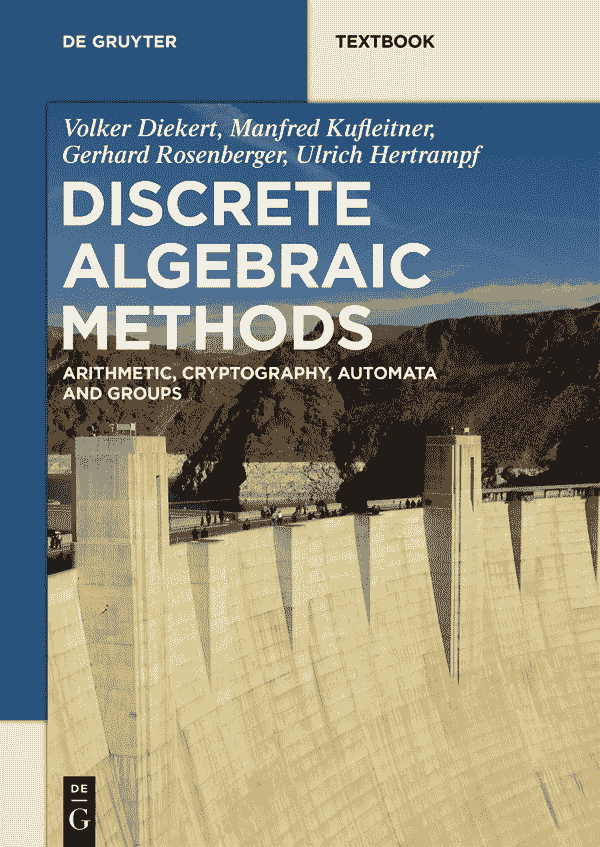 DE GRUYTER
TEXTBOOK
Volker Diekert, Manfred Kufleitner,
Gerhard Rosenberger, Ulrich Hertrampf
DISCRETE
ALGEBRAIC
METHODS
ARITHMETIC, CRYPTOGRAPHY, AUTOMATA
AND GROUPS
DE
G